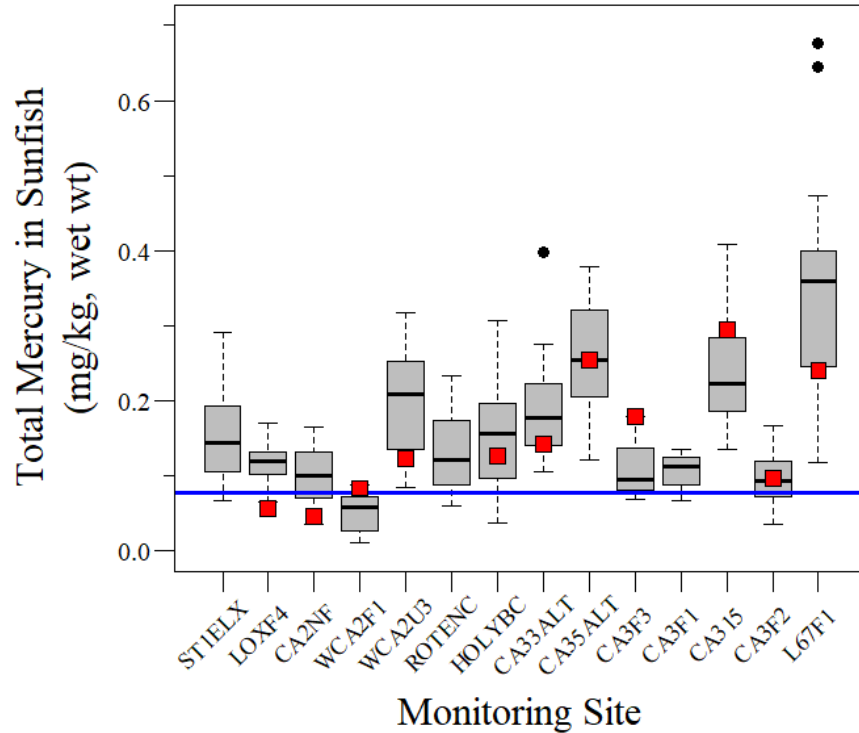 Total Mercury in Sunfish
(mg/kg, wet wt)
0.6
0.4
0.2
0.0
ST1ELX
LOXF4
CA2NF
WCA2F1
WCA2U3
ROTENC
HOLYBC
CA33ALT
CA35ALT
CA3F3
CA3F1
CA315
CA3F2
L67F1
Monitoring Site